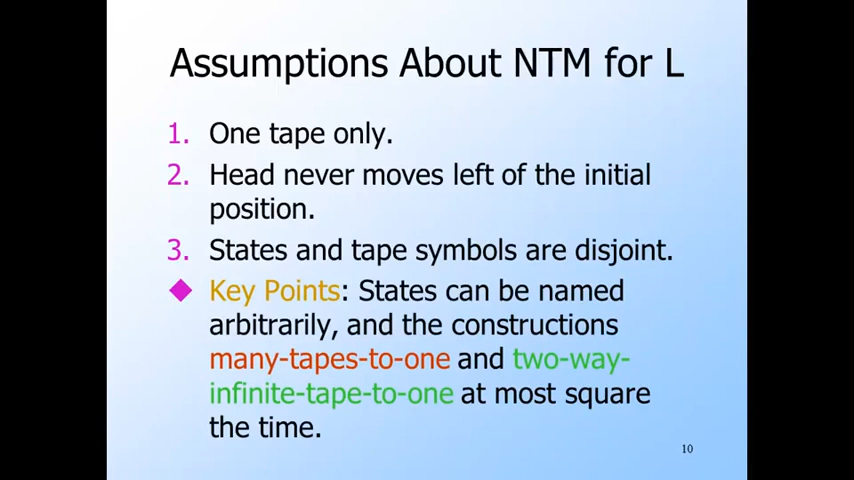 Assumptions About NTM for L
1. One tape only.
2. Head never moves left of the initial
position.
3. States and tape symbols are disjoint.
◆ Key Points: States can be named
arbitrarily, and the constructions
many-tapes-to-one and two-way-
infinite-tape-to-one at most square
the time.
10